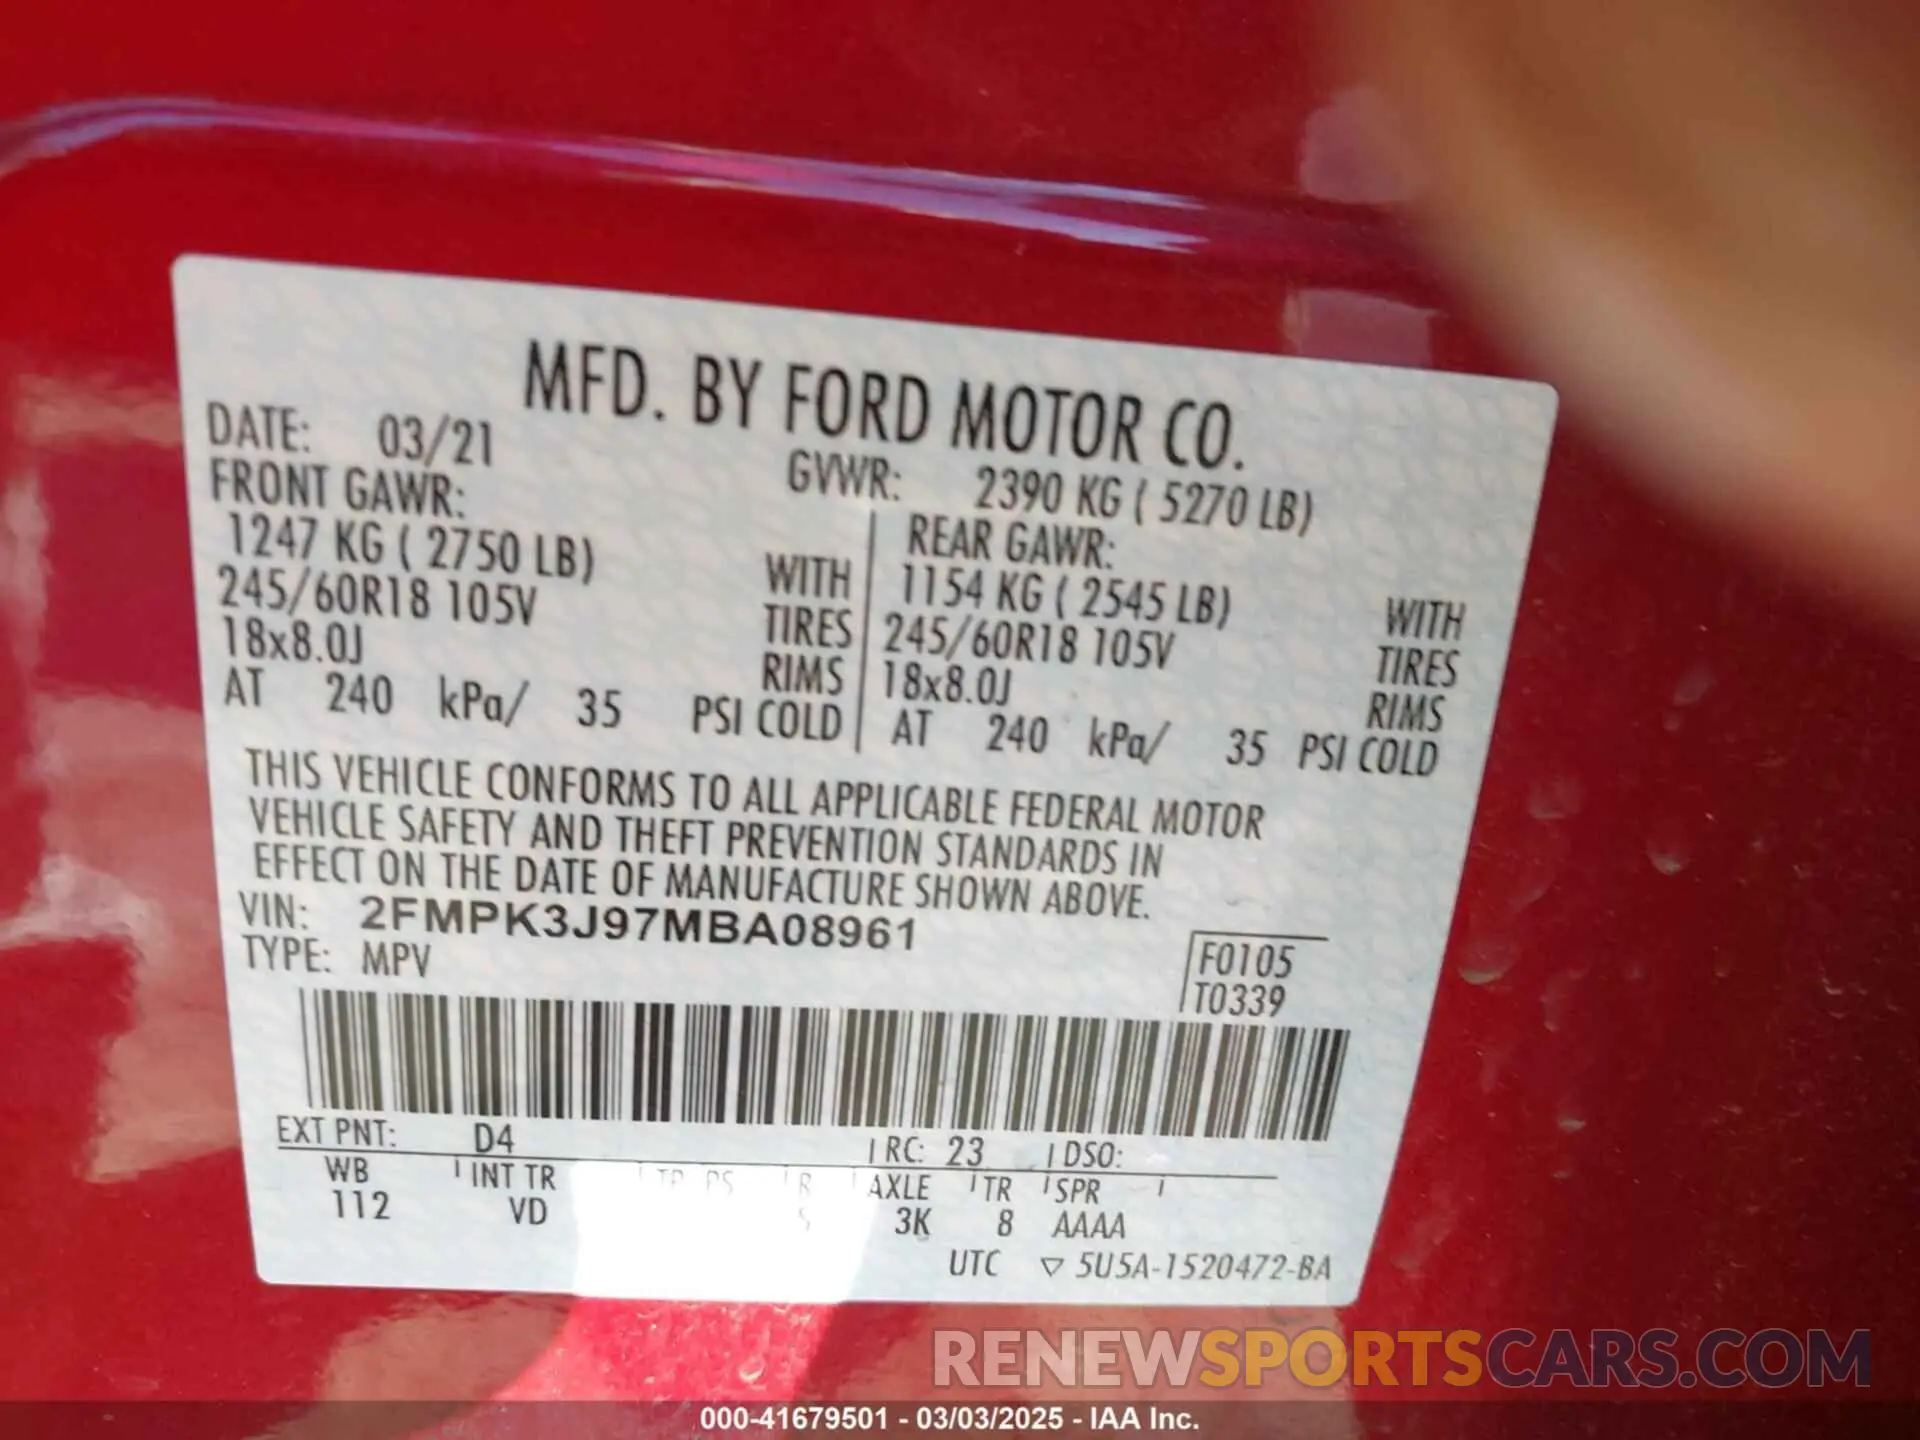 MFD. BY FORD MOTOR CO.
DATE: 03/21
GVWR: 2390 KG ( 5270 LB)
FRONT GAWR:
1247 KG ( 2750 LB) WITH
245/60R18 105V TIRES
18x8.0J RIMS
AT 240 kPa/ 35 PSI COLD
REAR GAWR:
1154 KG ( 2545 LB) WITH
245/60R18 105V TIRES
18x8.0J RIMS
AT 240 kPa/ 35 PSI COLD
THIS VEHICLE CONFORMS TO ALL APPLICABLE FEDERAL MOTOR
VEHICLE SAFETY AND THEFT PREVENTION STANDARDS IN
EFFECT ON THE DATE OF MANUFACTURE SHOWN ABOVE.
VIN: 2FMPK3J97MBA08961
TYPE: MPV
F0105
T0339
EXT PNT: D4 RC: 23 DSO:
WB INT TR TP PS R AXLE TR SPR
112 VD S 3K 8 AAAA
UTC ▽ 5U5A-1520472-BA
RENEWSPORTSCARS.COM
000-41679501 - 03/03/2025 - IAA Inc.